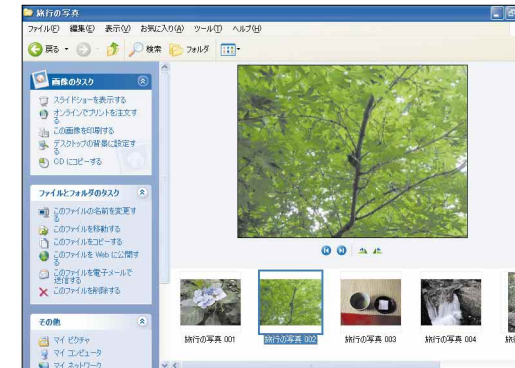 旅行の写真
ファイル(F) 編集(E) 表示(V) お気に入り(A) ツール(T) ヘルプ(H)
戻る 検索 フォルダ
画像のタスク
スライドショーを表示する
オンラインでプリントを注文す
る
この画像を印刷する
デスクトップの背景に設定す
る
CD にコピーする
ファイルとフォルダのタスク
このファイルの名前を変更す
る
このファイルを移動する
このファイルをコピーする
このファイルを Web に公開す
る
このファイルを電子メールで
送信する
このファイルを削除する
その他
マイ ピクチャ
マイ コンピュータ
マイ ネットワーク
旅行の写真 001 旅行の写真 002 旅行の写真 003 旅行の写真 004